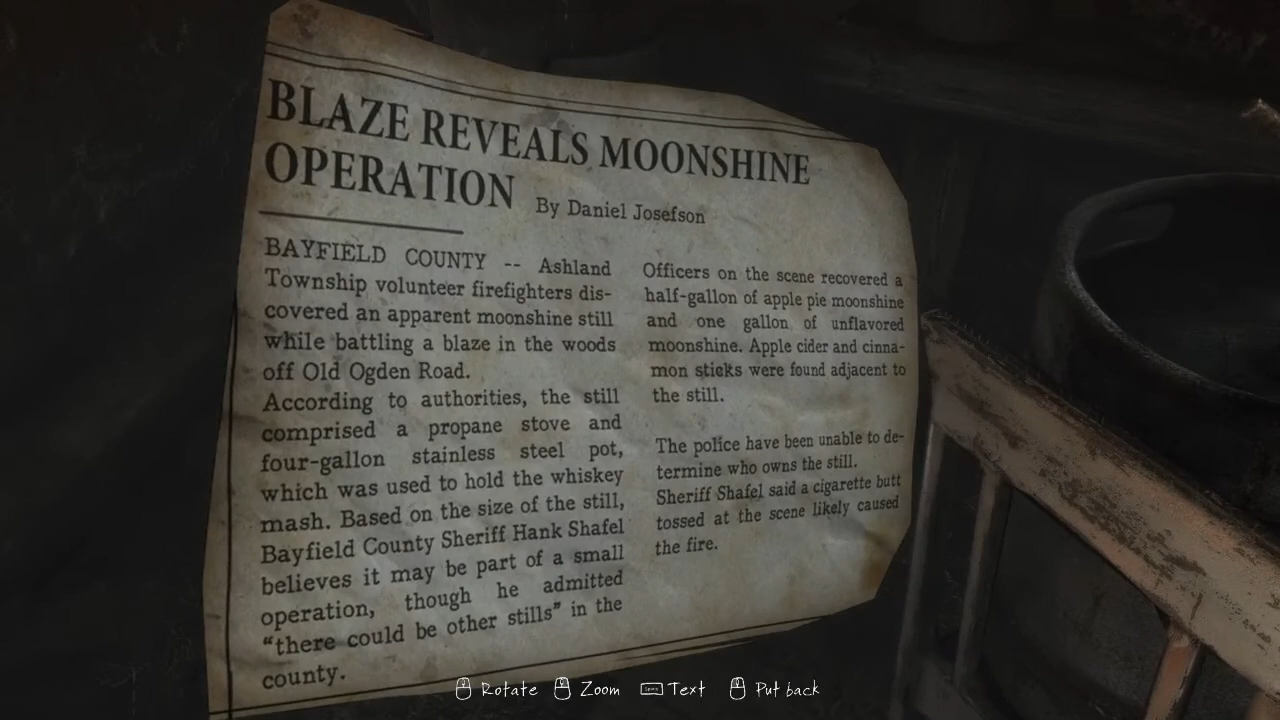 BLAZE REVEALS MOONSHINE
OPERATION By Daniel Josefson
BAYFIELD COUNTY -- Ashland
Township volunteer firefighters dis-
covered an apparent moonshine still
while battling a blaze in the woods
off Old Ogden Road.
According to authorities, the still
comprised a propane stove and
four-gallon stainless steel pot,
which was used to hold the whiskey
mash. Based on the size of the still,
Bayfield County Sheriff Hank Shafel
believes it may be part of a small
operation, though he admitted
“there could be other stills” in the
county.
Officers on the scene recovered a
half-gallon of apple pie moonshine
and one gallon of unflavored
moonshine. Apple cider and cinna-
mon sticks were found adjacent to
the still.
The police have been unable to de-
termine who owns the still.
Sheriff Shafel said a cigarette butt
tossed at the scene likely caused
the fire.
Rotate Zoom Text Put back